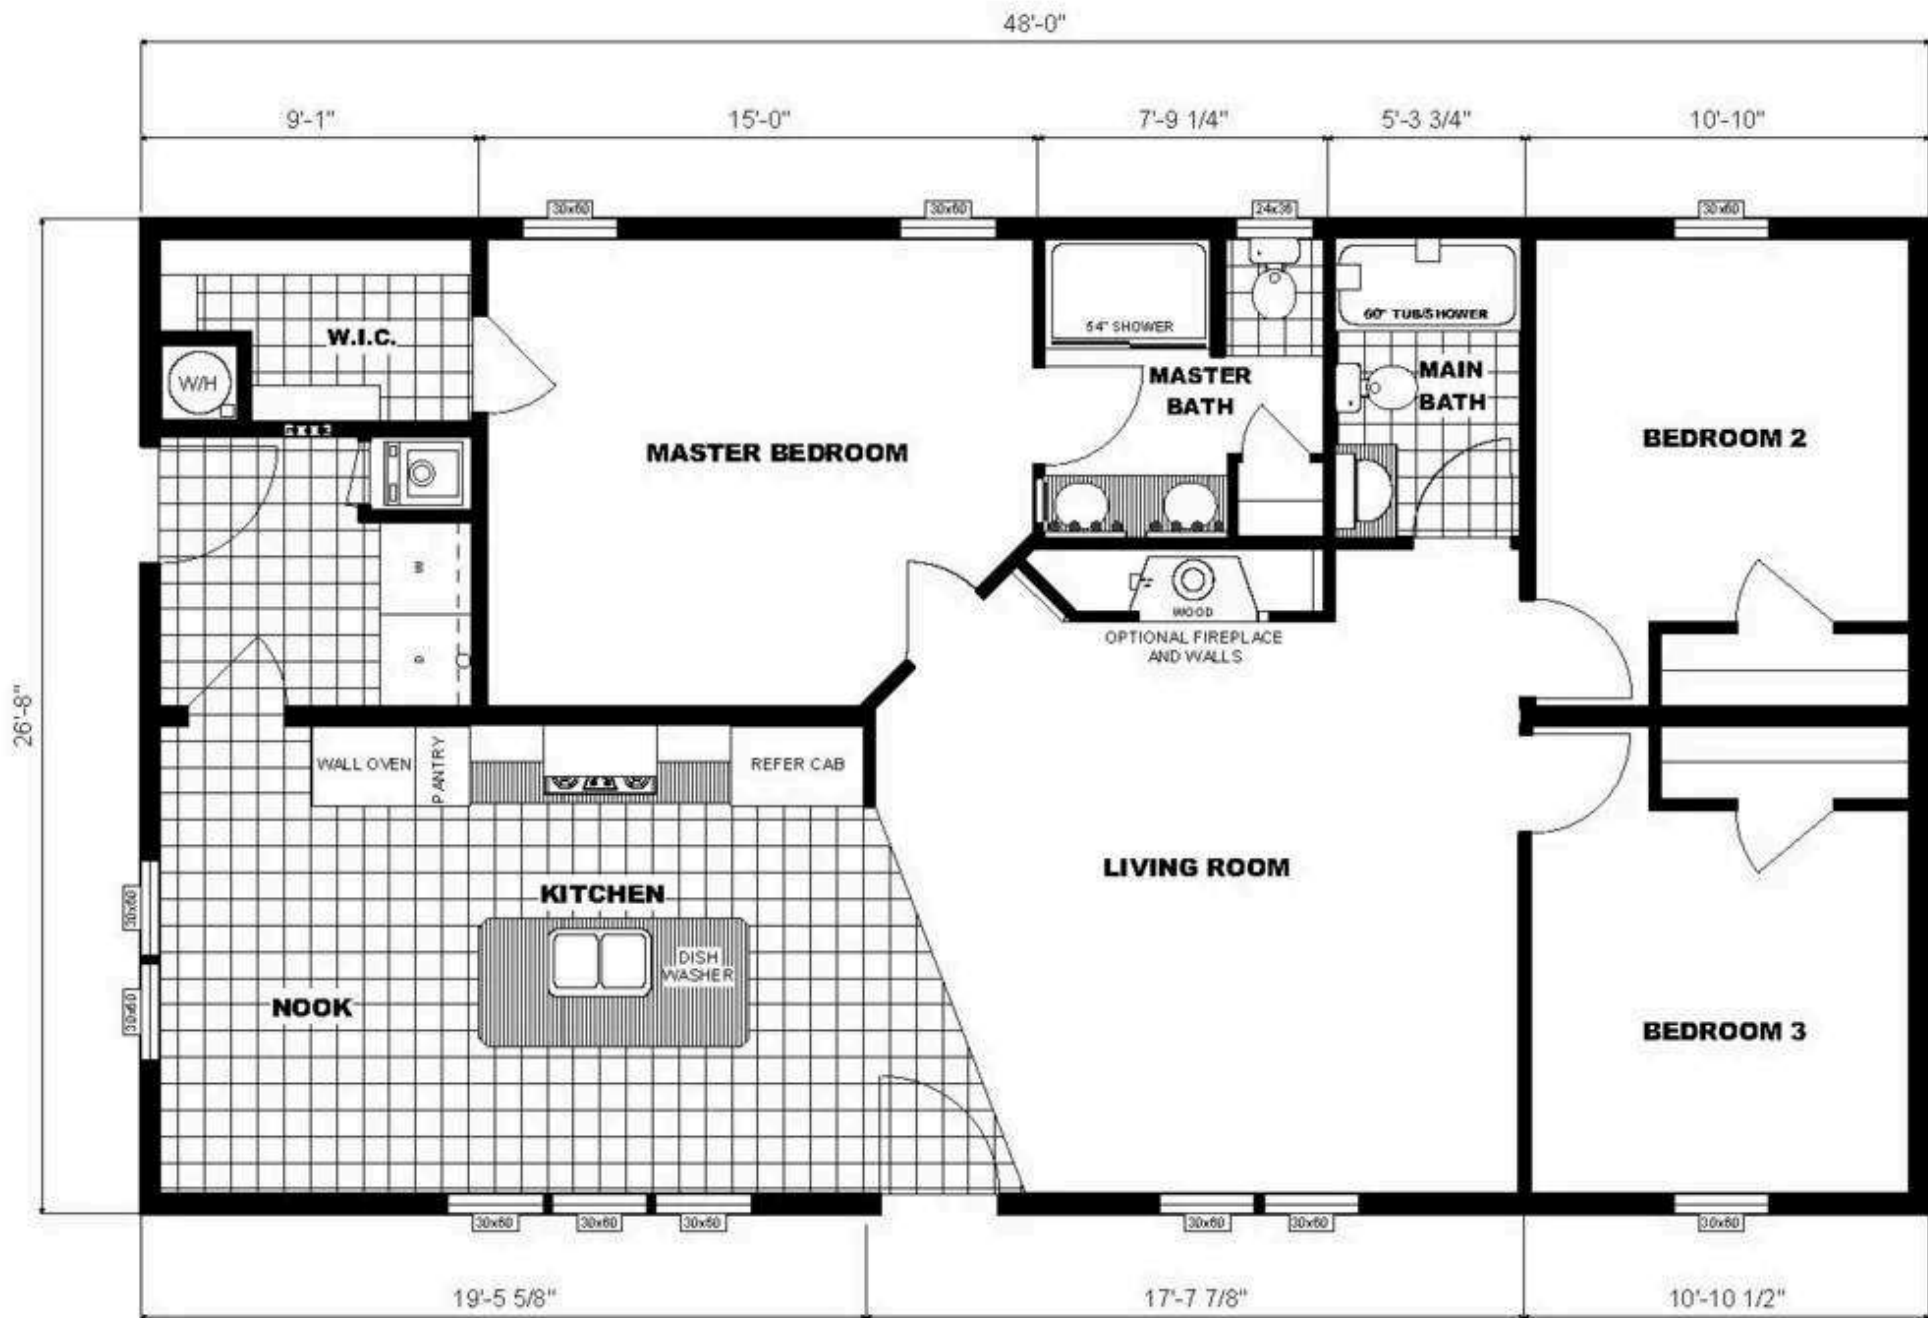 48'-0"
9'-1"
15'-0"
7'-9 1/4"
5'-3 3/4"
10'-10"
30x60
30x60
24x36
30x60
W.I.C.
54" SHOWER
60" TUB/SHOWER
W/H
MASTER
BATH
MAIN
BATH
MASTER BEDROOM
BEDROOM 2
W
D
WOOD
OPTIONAL FIREPLACE
AND WALLS
26'-8"
WALL OVEN
PANTRY
REFER CAB
LIVING ROOM
KITCHEN
30x60
30x60
DISH
WASHER
NOOK
BEDROOM 3
30x60
30x60
30x60
30x60
30x60
30x60
19'-5 5/8"
17'-7 7/8"
10'-10 1/2"